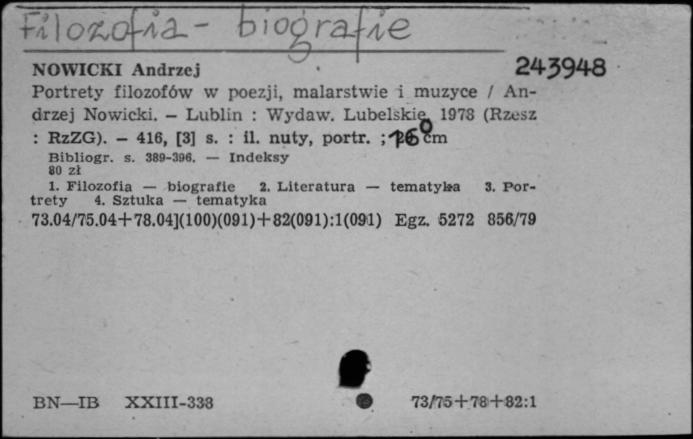 Filozofia - biografie
243948
NOWICKI Andrzej
Portrety filozofów w poezji, malarstwie i muzyce / An-
drzej Nowicki. — Lublin : Wydaw. Lubelskie, 1978 (Rzesz
: RzZG). — 416, [3] s. : il. nuty, portr. ; cm
Bibliogr. s. 389-396. — Indeksy
80 zł
1. Filozofia — biografie 2. Literatura — tematyka 3. Por-
trety 4. Sztuka — tematyka
73.04/75.04+78.04](100)(091)+82(091):1(091) Egz. 5272 856/79
BN—IB XXIII-338 73/75+78+82:1